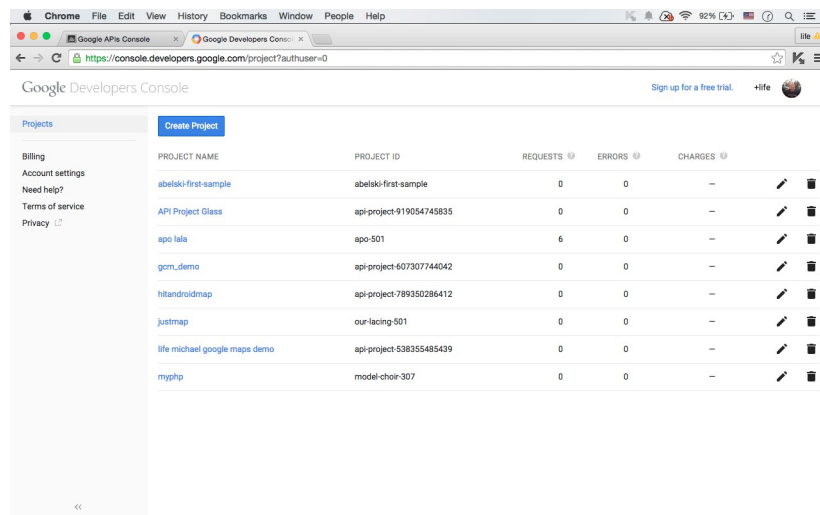 Chrome File Edit View History Bookmarks Window People Help 92%
Google APIs Console × Google Developers Consol × life
https://console.developers.google.com/project?authuser=0
Google Developers Console Sign up for a free trial. +life
Projects
Create Project
Billing
Account settings
Need help?
Terms of service
Privacy
PROJECT NAME PROJECT ID REQUESTS ERRORS CHARGES
abelski-first-sample abelski-first-sample 0 0 –
API Project Glass api-project-919054745835 0 0 –
apo lala apo-501 6 0 –
gcm_demo api-project-607307744042 0 0 –
hitandroidmap api-project-789350286412 0 0 –
justmap our-lacing-501 0 0 –
life michael google maps demo api-project-538355485439 0 0 –
myphp model-choir-307 0 0 –
<<